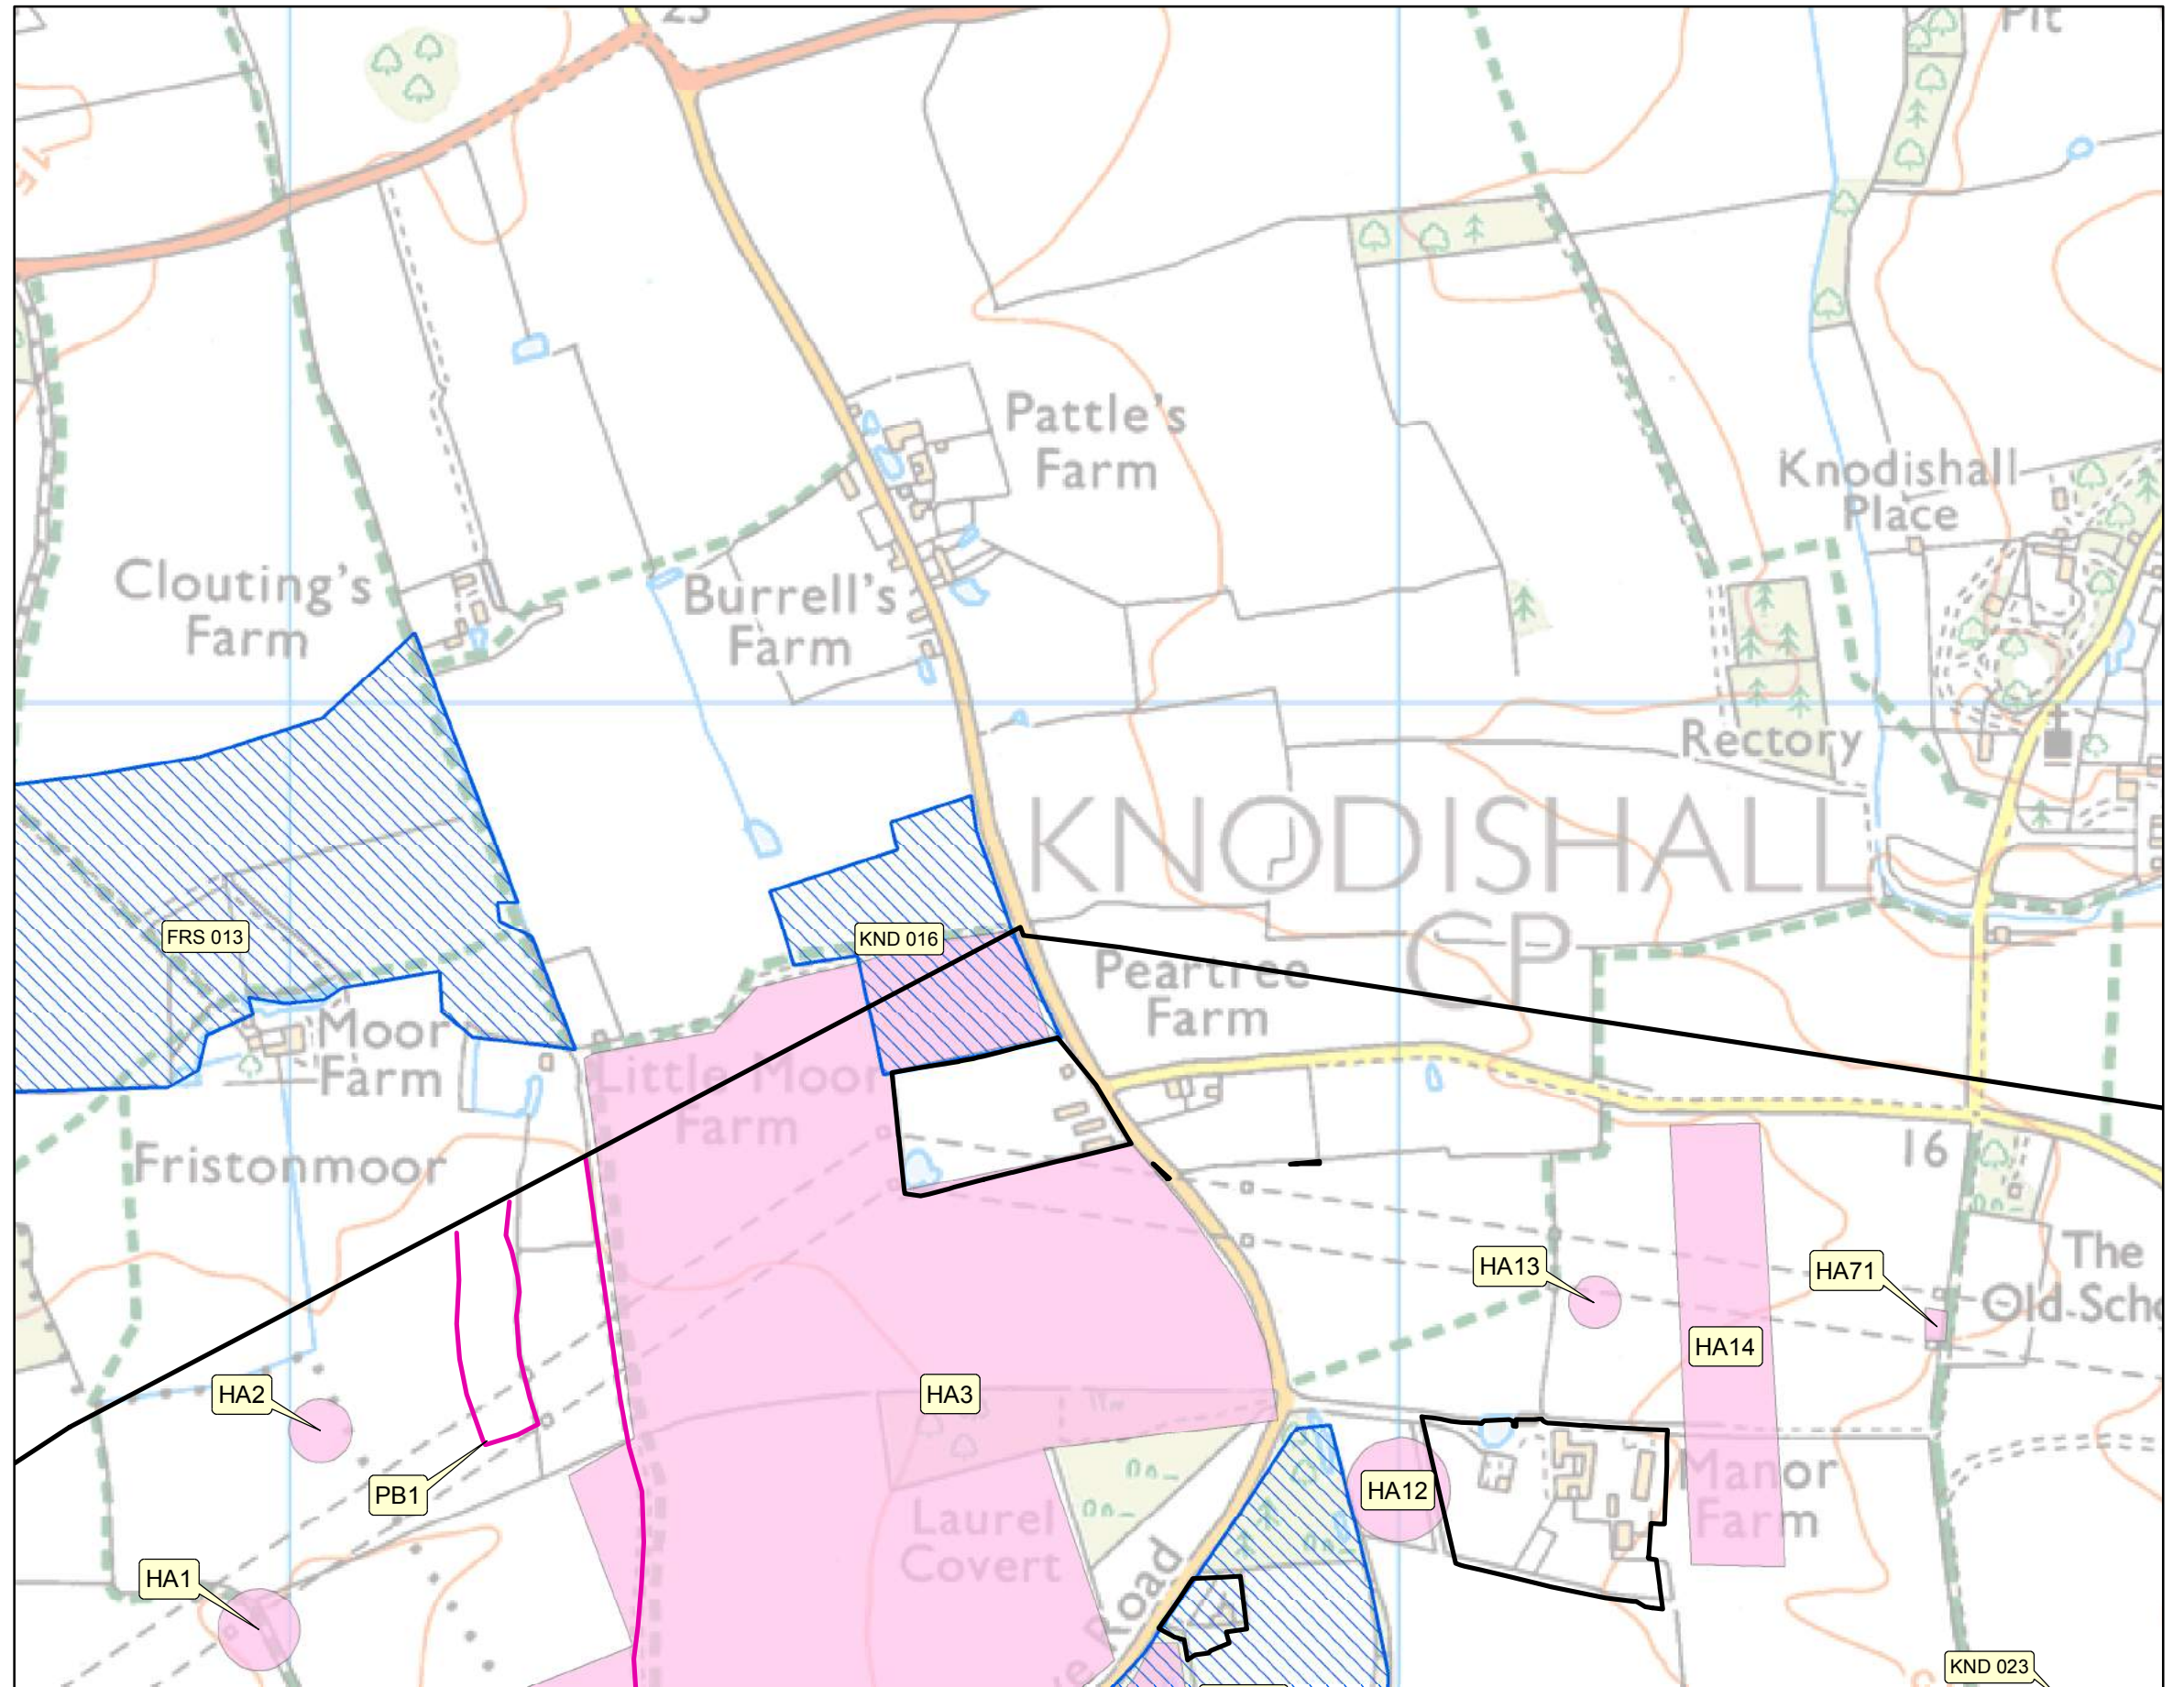 Pattle's
Farm
Knodishall
Place
Clouting's
Farm
Burrell's
Farm
Rectory
KNODISHALL
CP
FRS 013
KND 016
Peartree
Farm
Moor
Farm
Little Moor
Farm
Fristonmoor
16
The
HA13
HA71
HA14
HA2
HA3
PB1
HA12
Manor
Farm
Laurel
Covert
HA1
Road
KND 023